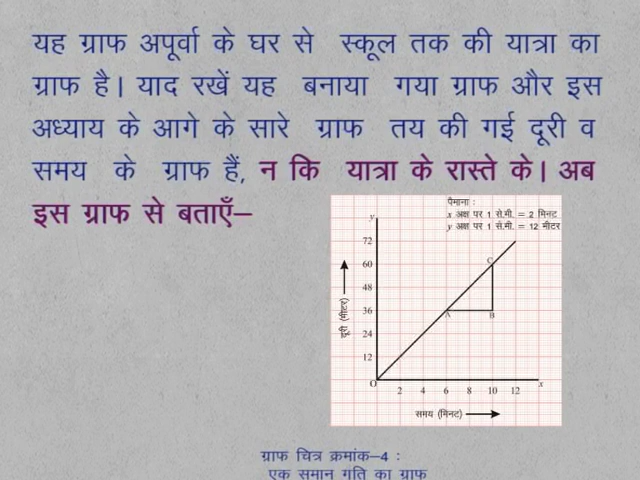 यह ग्राफ अपूर्वा के घर से स्कूल तक की यात्रा का
ग्राफ है। याद रखें यह बनाया गया ग्राफ और इस
अध्याय के आगे के सारे ग्राफ तय की गई दूरी व
समय के ग्राफ हैं, न कि यात्रा के रास्ते के। अब
इस ग्राफ से बताएँ–
पैमाना :
x अक्ष पर 1 से.मी. = 2 मिनट
y अक्ष पर 1 से.मी. = 12 मीटर
y
72
60
48
36
24
12
O
C
A
B
2 4 6 8 10 12
x
दूरी (मीटर)
समय (मिनट)
ग्राफ चित्र क्रमांक–4 :
एक समान गति का ग्राफ